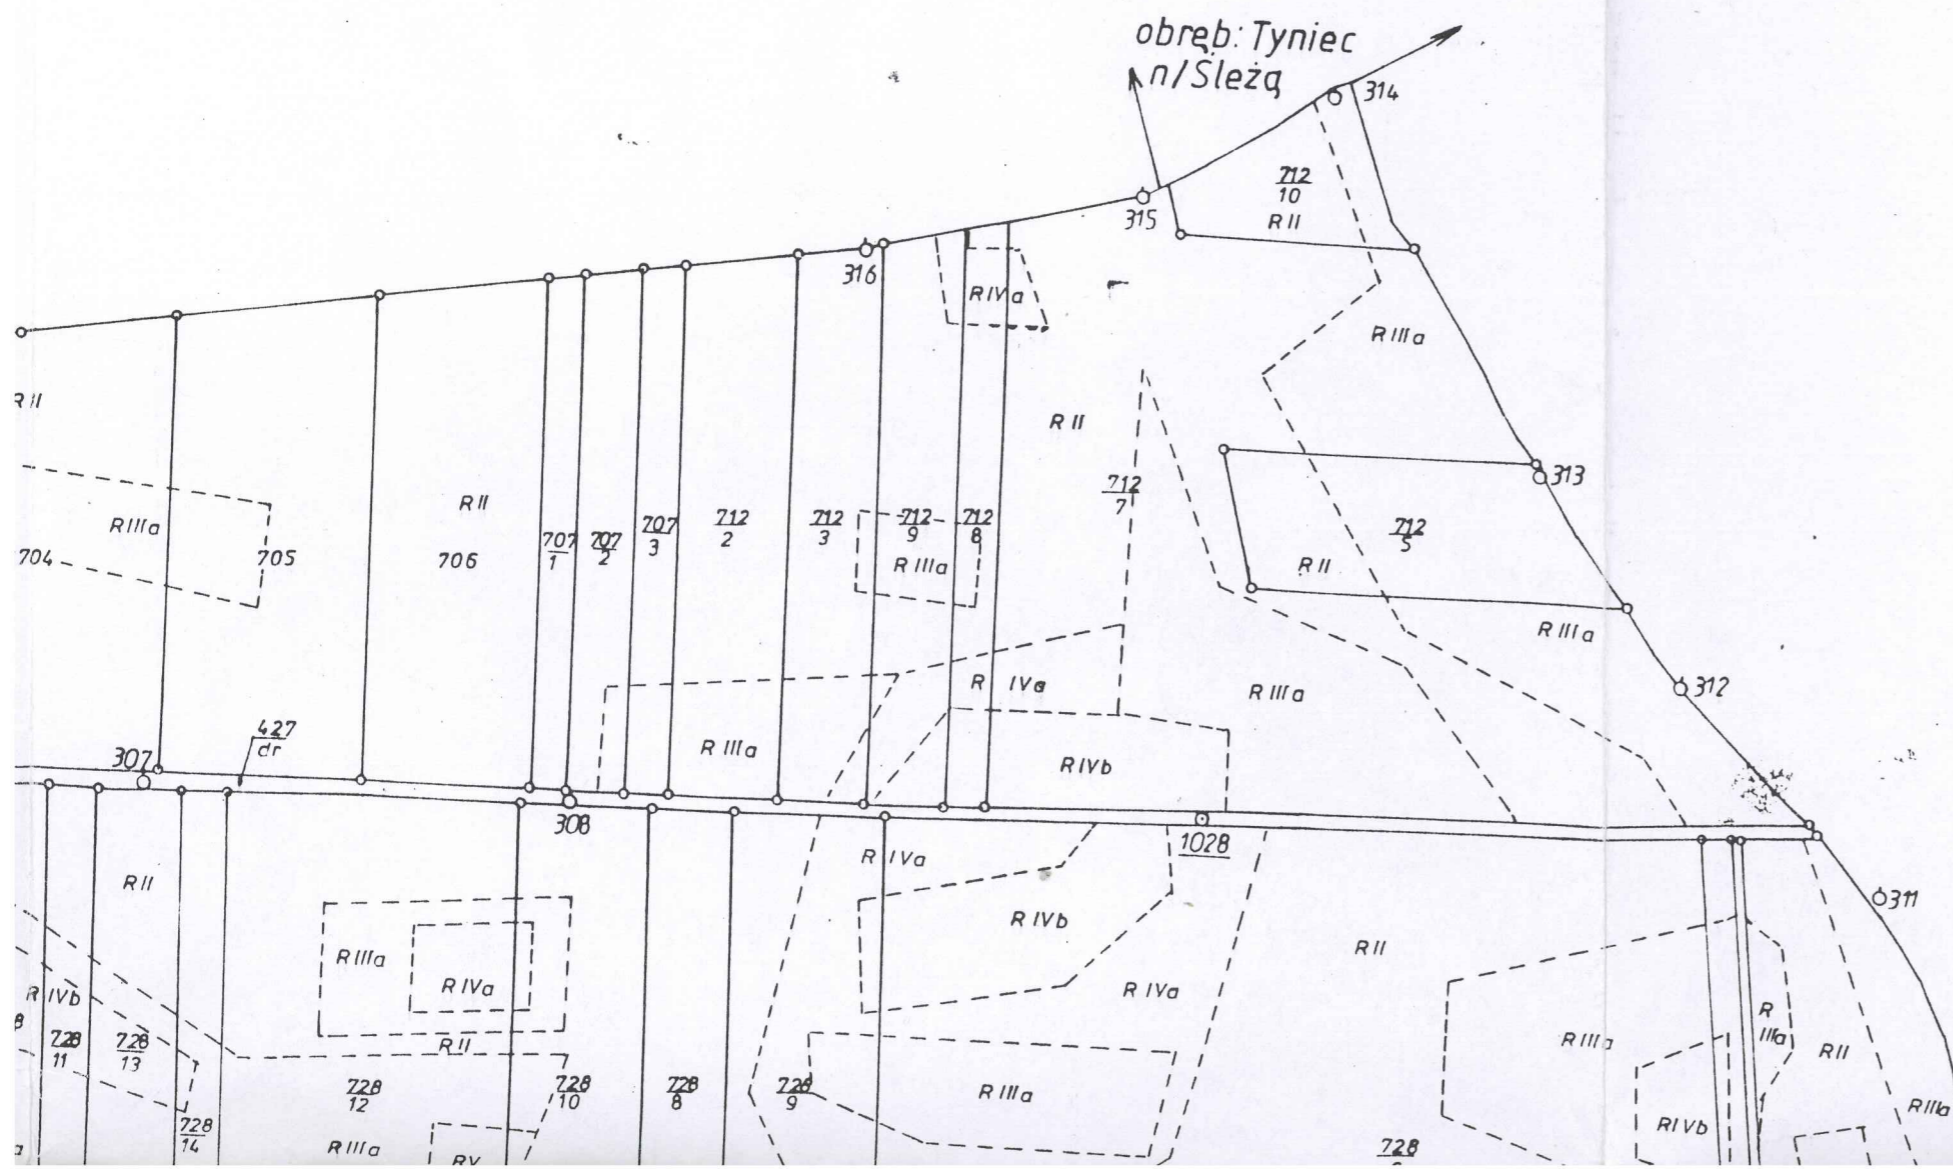 obręb: Tyniec
n/Ślężą
314
712
10
R II
315
316
R IVa
R IIIa
R II
R II
313
712
7
712
5
R II
R II
R IIIa
704
705
706
707
1
707
2
707
3
712
2
712
3
712
9
712
8
R IIIa
R IIIa
312
R IVa
R IIIa
427
dr
307
R IIIa
R IVb
308
1028
311
R II
R IVa
R IVb
R II
R IIIa
R IVa
R IVa
R IVb
R IIIa
R
IIIa
R II
728
11
728
13
R II
728
12
728
10
728
8
728
9
R IIIa
R IIIa
R IVb
728
14
R IIIa
R V
728